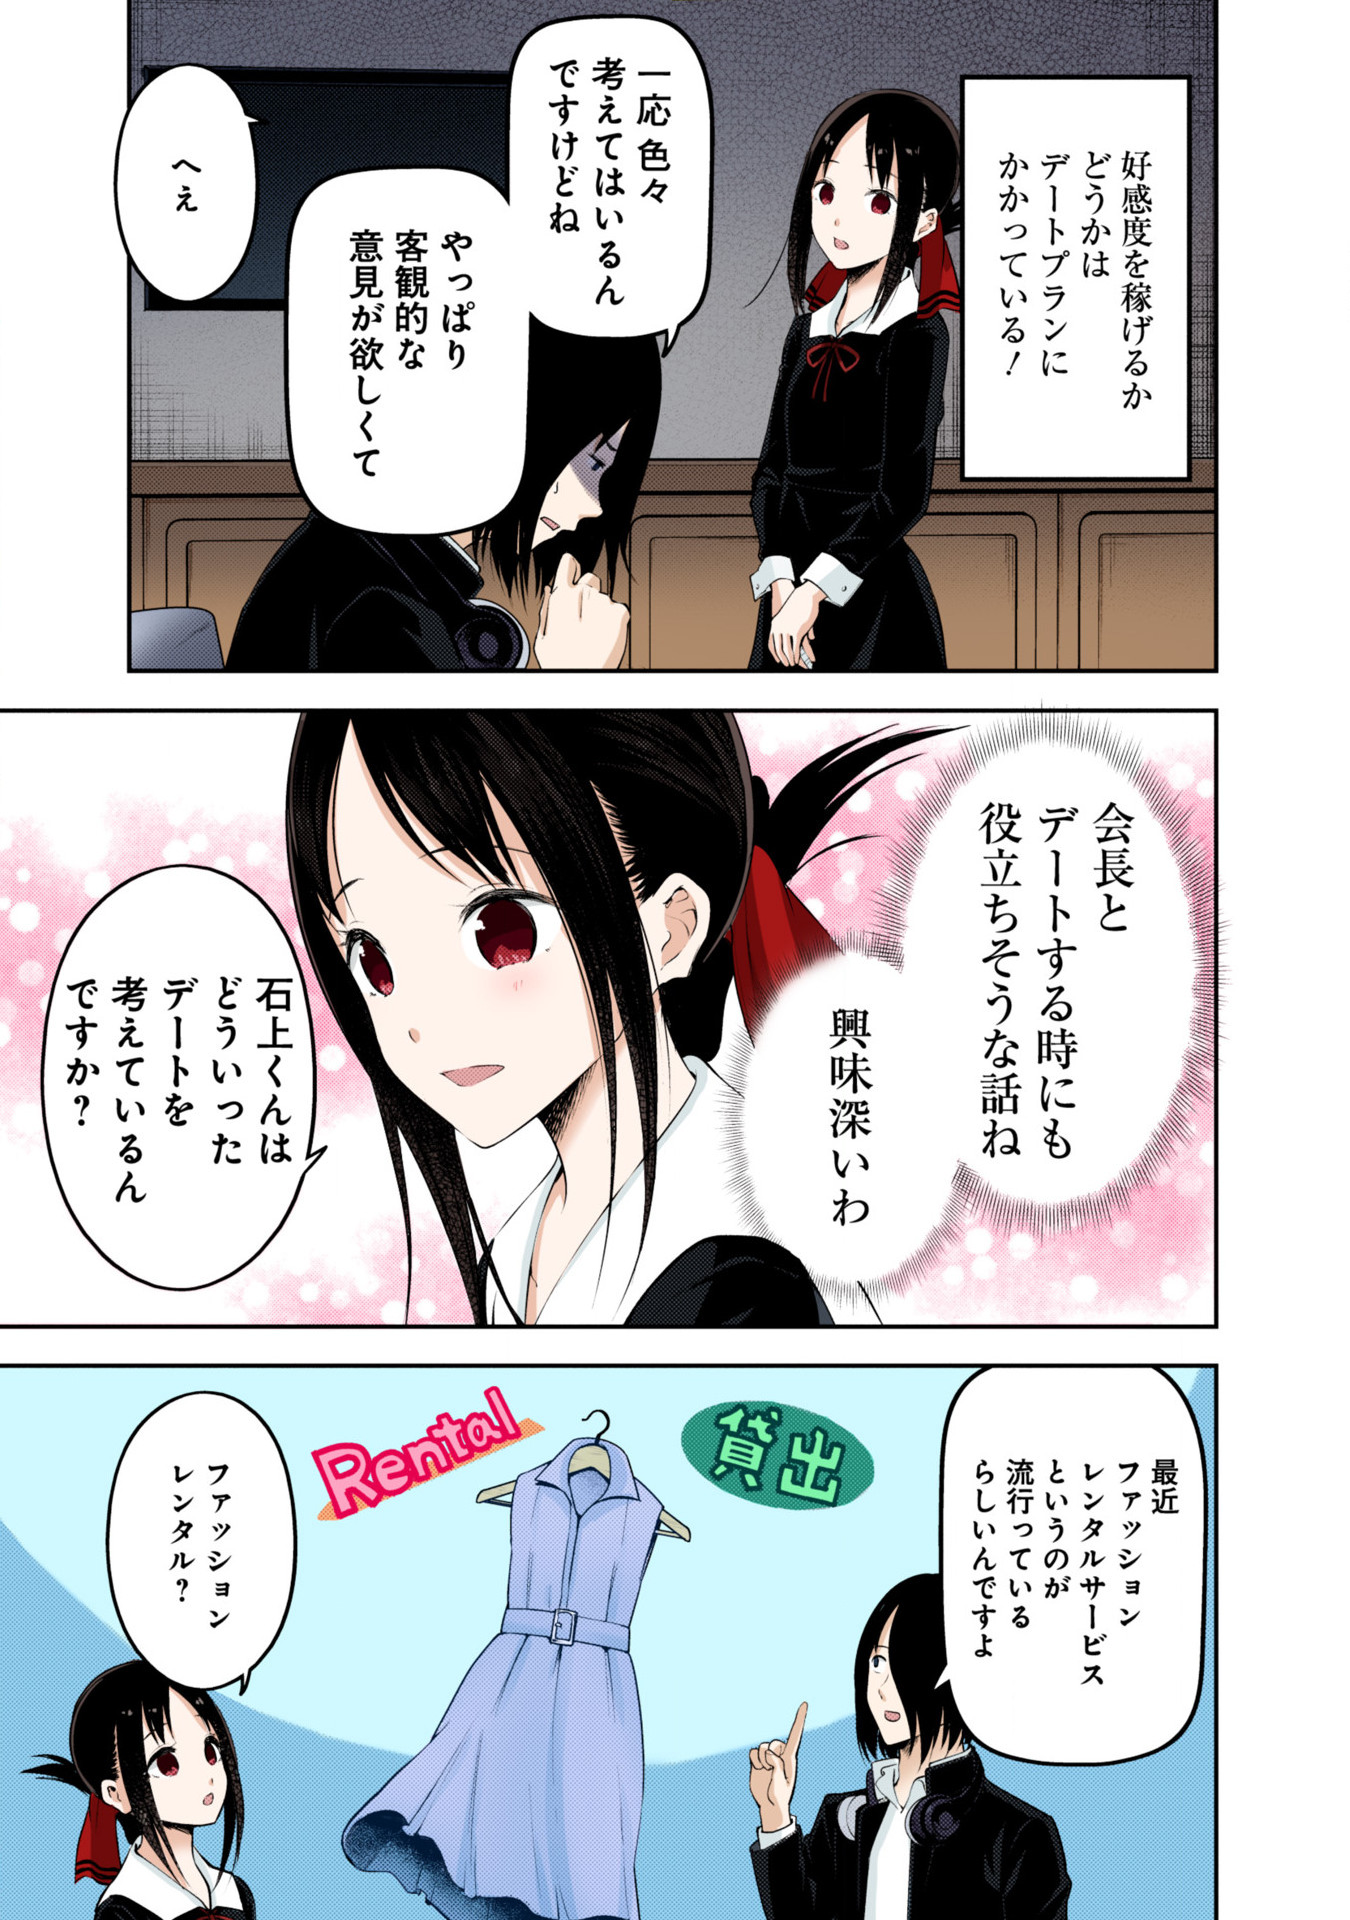 好感度を稼げるか
どうかは
デートプランに
かかっている！
一応色々
考えてはいるん
ですけどね
やっぱり
客観的な
意見が欲しくて
へぇ
会長と
デートする時にも
役立ちそうな話ね
興味深いわ
石上くんは
どういった
デートを
考えているん
ですか？
最近
ファッション
レンタルサービス
というのが
流行っている
らしいんですよ
貸出
Rental
ファッション
レンタル？